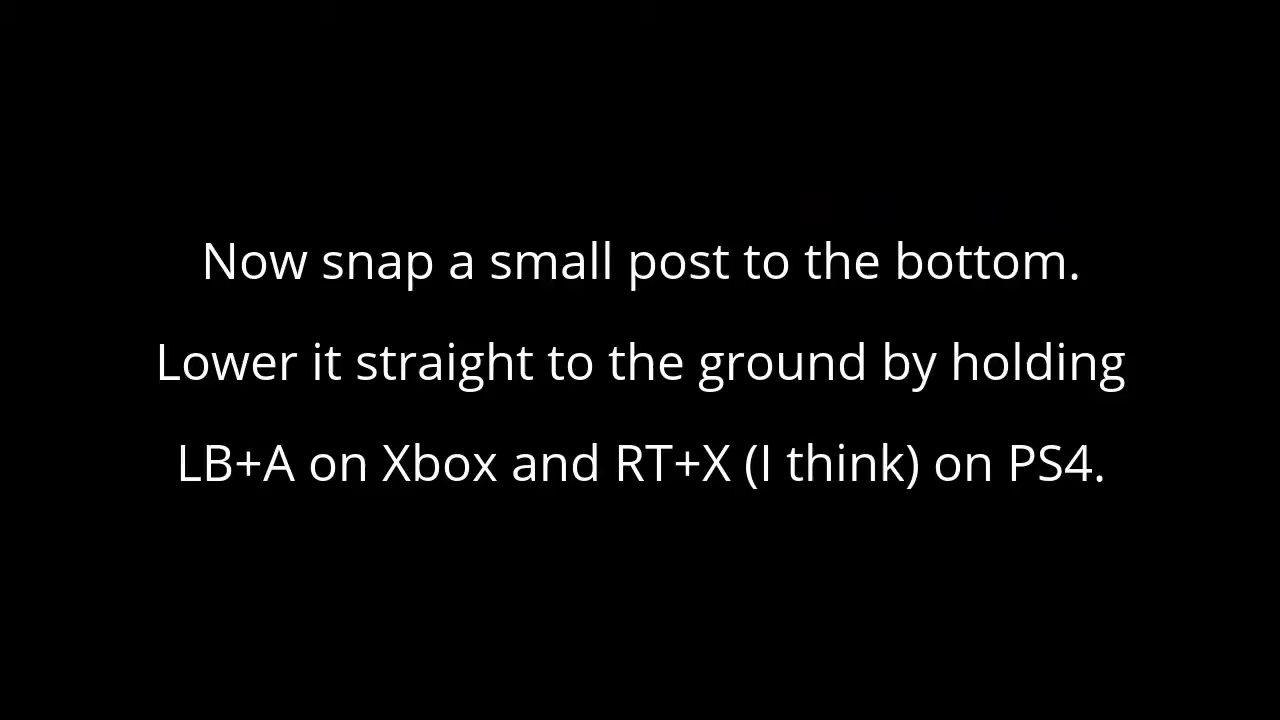 Now snap a small post to the bottom.
Lower it straight to the ground by holding
LB+A on Xbox and RT+X (I think) on PS4.